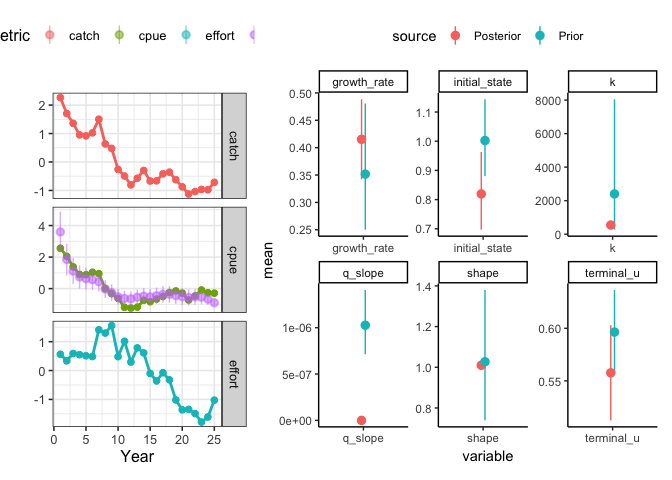 etric catch cpue effort
source Posterior Prior
2
1
0
-1
catch
4
2
0
cpue
1
0
-1
effort
0 5 10 15 20 25
Year
mean
growth_rate
0.50
0.45
0.40
0.35
0.30
0.25
growth_rate
initial_state
1.1
1.0
0.9
0.8
0.7
initial_state
k
8000
6000
4000
2000
0
k
q_slope
1e-06
5e-07
0e+00
q_slope
shape
1.4
1.2
1.0
0.8
shape
terminal_u
0.60
0.55
terminal_u
variable